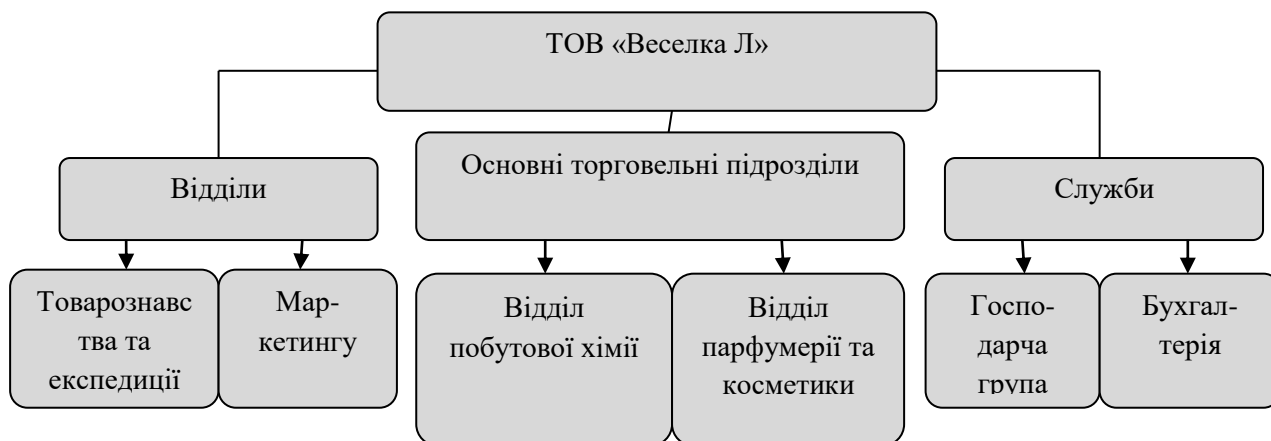 ТОВ «Веселка Л»
Відділи
Основні торговельні підрозділи
Служби
Товарознавс
тва та
експедиції
Мар-
кетингу
Відділ
побутової хімії
Відділ
парфумерії та
косметики
Госпо-
дарча
група
Бухгал-
терія